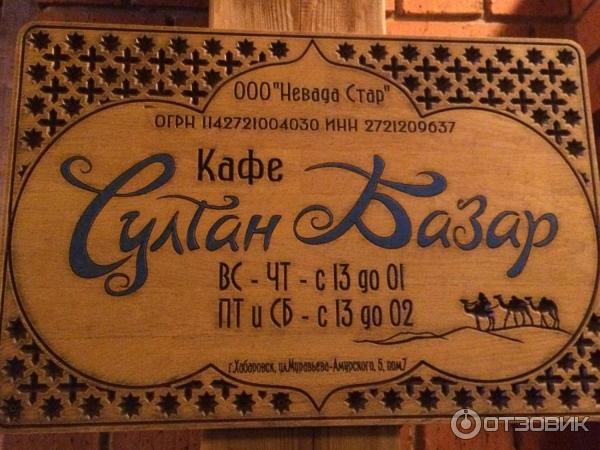 ООО "Невада Стар"
ОГРН 1142721004030 ИНН 2721209637
Кафе
Султан Базар
ВС - ЧТ - с 13 до 01
ПТ и СБ - с 13 до 02
г.Хабаровск, ул.Муравьева-Амурского, 5, пом.7
ОТЗОВИК